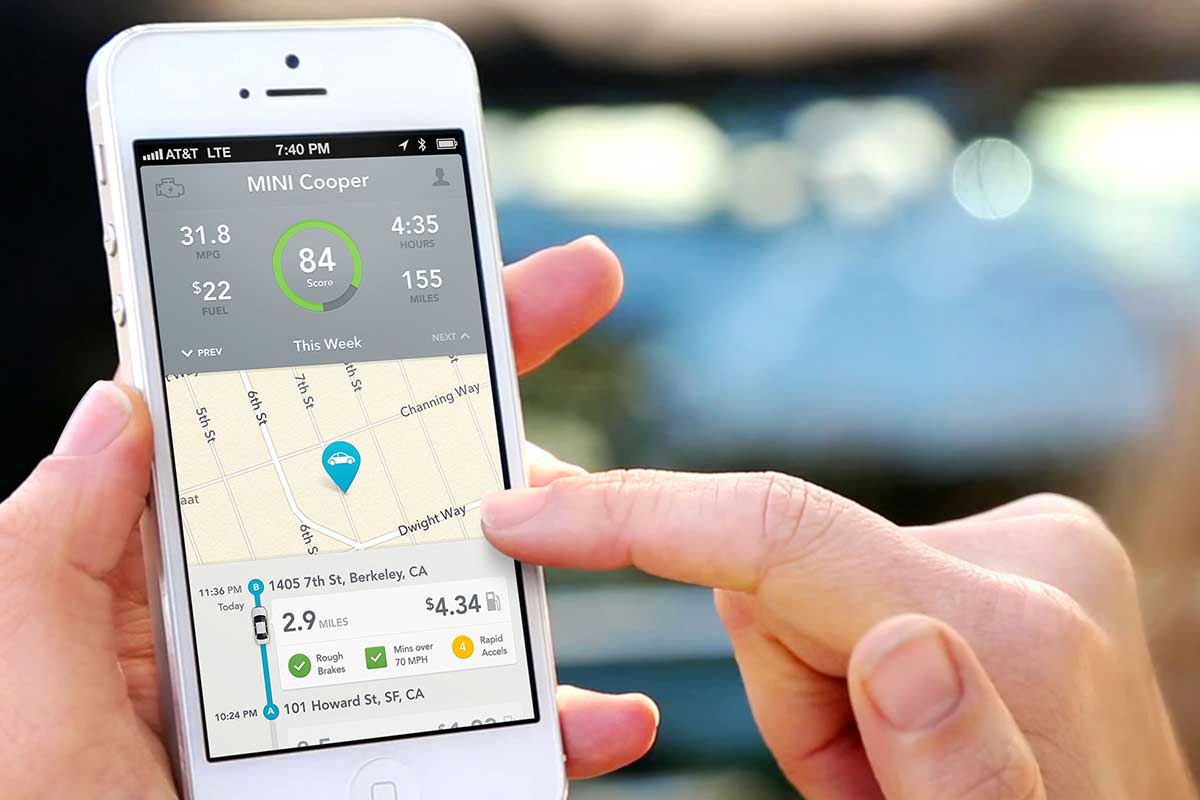 AT&T LTE 7:40 PM
MINI Cooper
31.8
MPG
84
Score
4:35
HOURS
$22
FUEL
155
MILES
PREV
This Week
NEXT
5th St
6th St
7th St
th St
St
Channing Way
aat
6th S
Dwight Way
11:36 PM
Today
B
1405 7th St, Berkeley, CA
2.9 MILES
$4.34
Rough
Brakes
Mins over
70 MPH
4
Rapid
Accels
10:24 PM
A
101 Howard St, SF, CA